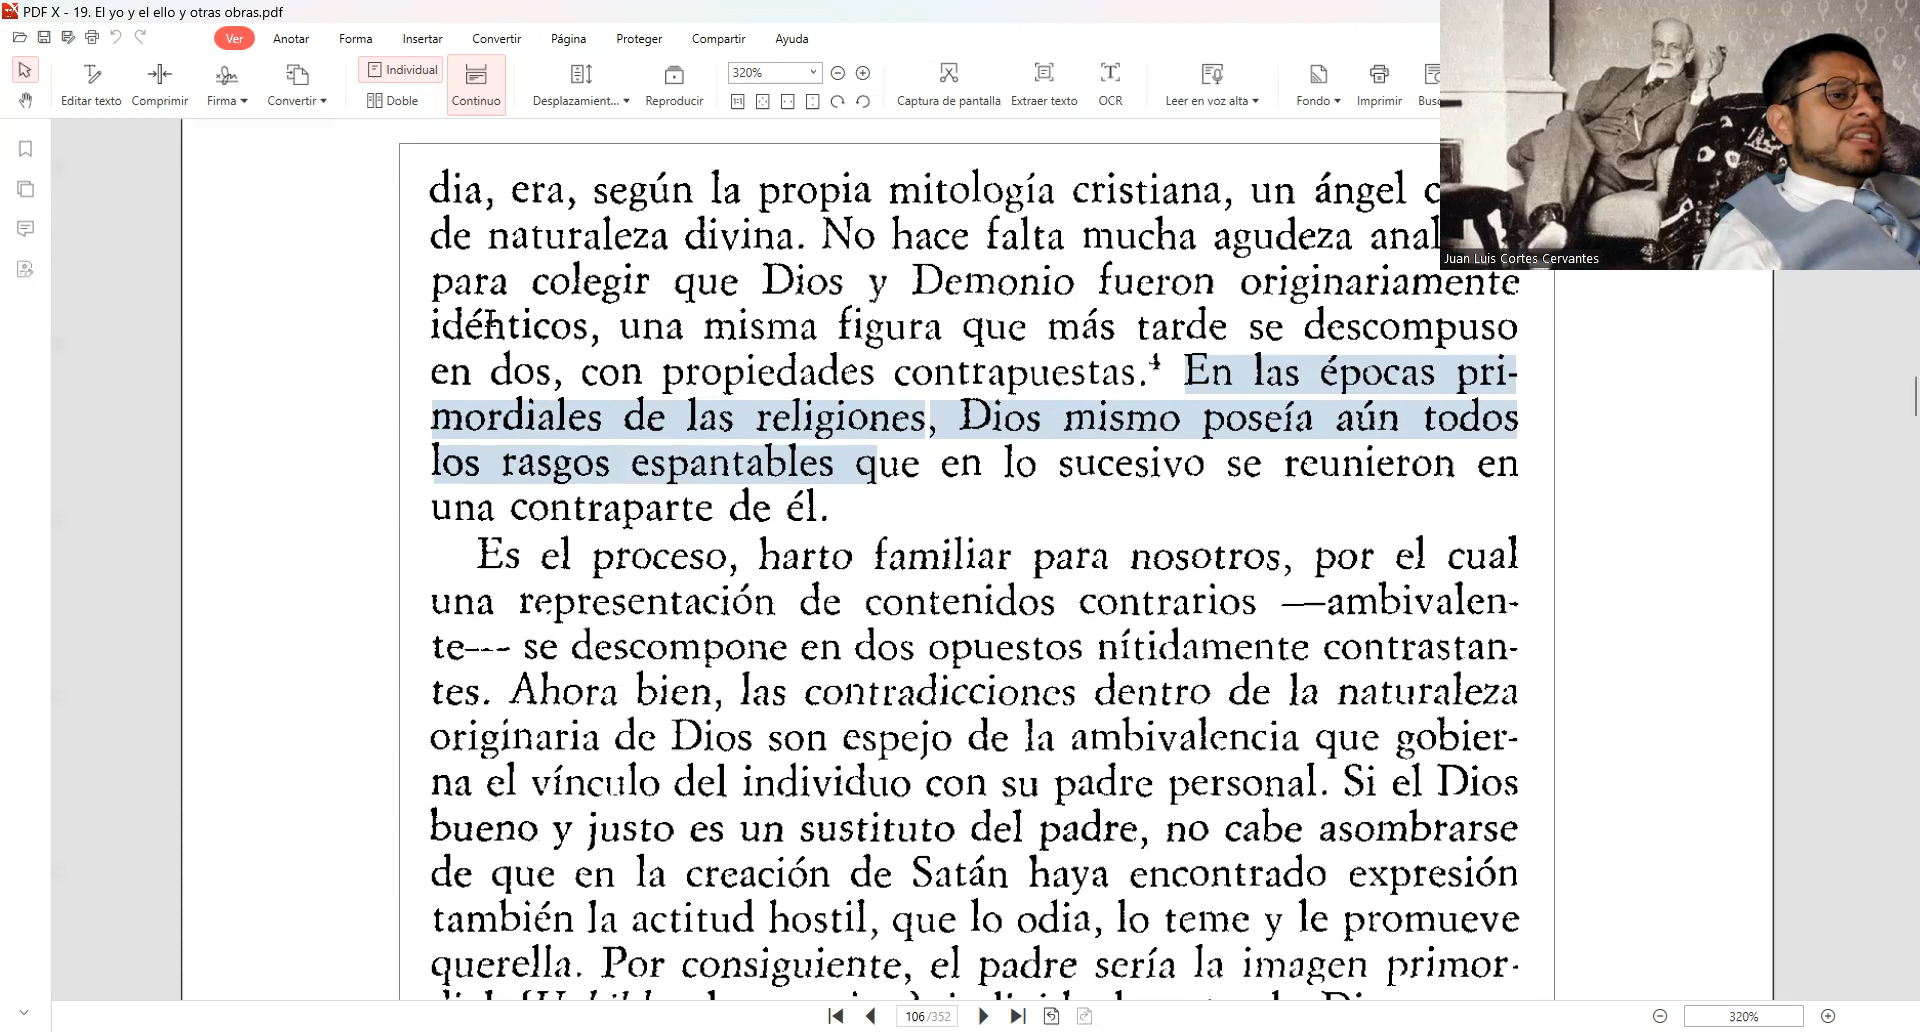 PDF X - 19. El yo y el ello y otras obras.pdf
Ver Anotar Forma Insertar Convertir Página Proteger Compartir Ayuda
Editar texto Comprimir Firma Convertir Individual Doble Continuo Desplazamient... Reproducir 320% Captura de pantalla Extraer texto OCR Leer en voz alta Fondo Imprimir
Juan Luis Cortes Cervantes
dia, era, según la propia mitología cristiana, un ángel
de naturaleza divina. No hace falta mucha agudeza
para colegir que Dios y Demonio fueron originariamente
idénticos, una misma figura que más tarde se descompuso
en dos, con propiedades contrapuestas.⁴ En las épocas pri-
mordiales de las religiones, Dios mismo poseía aún todos
los rasgos espantables que en lo sucesivo se reunieron en
una contraparte de él.
Es el proceso, harto familiar para nosotros, por el cual
una representación de contenidos contrarios —ambivalen-
te— se descompone en dos opuestos nítidamente contrastan-
tes. Ahora bien, las contradicciones dentro de la naturaleza
originaria de Dios son espejo de la ambivalencia que gobier-
na el vínculo del individuo con su padre personal. Si el Dios
bueno y justo es un sustituto del padre, no cabe asombrarse
de que en la creación de Satán haya encontrado expresión
también la actitud hostil, que lo odia, lo teme y le promueve
querella. Por consiguiente, el padre sería la imagen primor-
106/352
320%